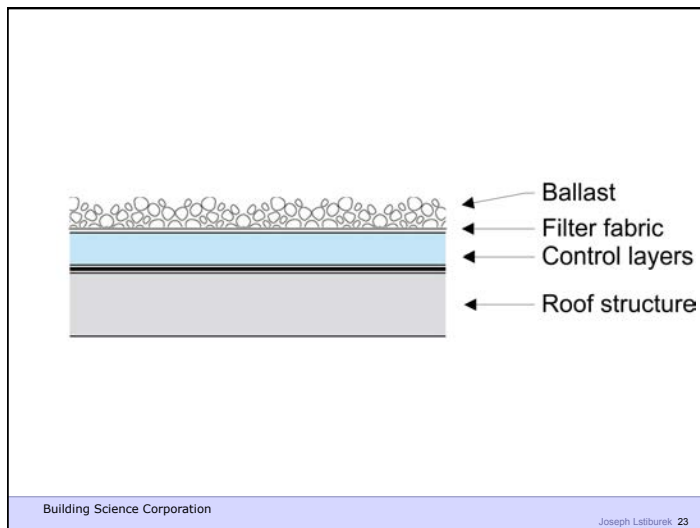 Ballast
Filter fabric
Control layers
Roof structure
Building Science Corporation
Joseph Lstiburek 23